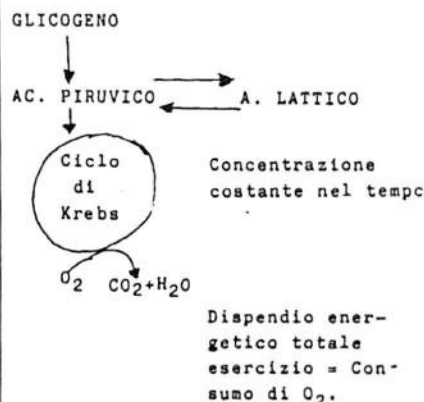 GLICOGENO
AC. PIRUVICO A. LATTICO
Ciclo
di
Krebs
Concentrazione
costante nel tempo
O2 CO2+H2O
Dispendio ener-
getico totale
esercizio = Con-
sumo di O2.